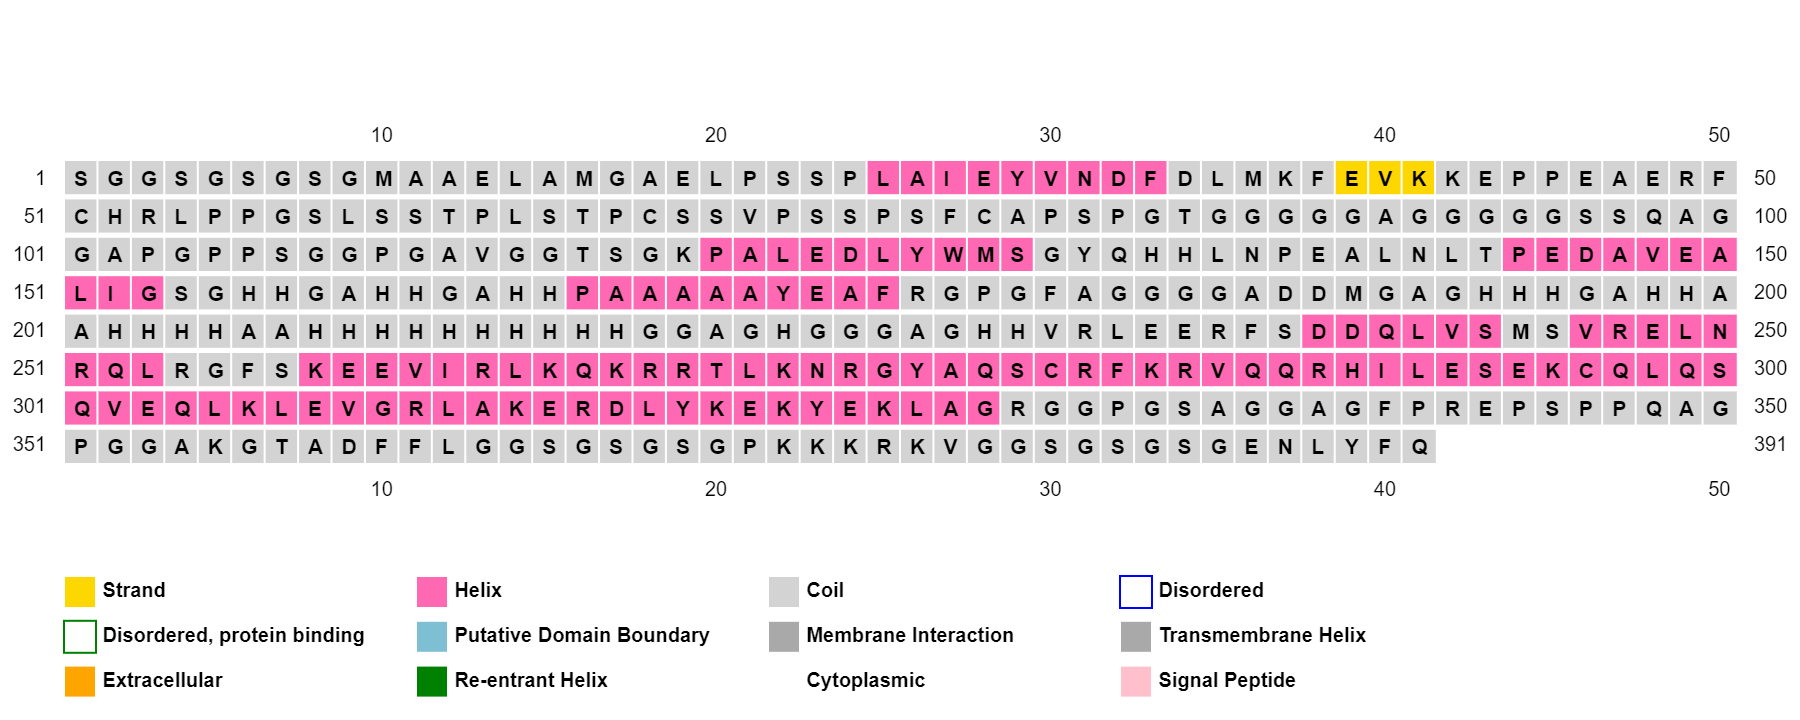 10 20 30 40 50
1 S G G S G S G S G M A A E L A M G A E L P S S P L A I E Y V N D F D L M K F E V K K E P P E A E R F 50
51 C H R L P P G S L S S T P L S T P C S S V P S S P S F C A P S P G T G G G G G A G G G G G S S Q A G 100
101 G A P G P P S G G P G A V G G T S G K P A L E D L Y W M S G Y Q H H L N P E A L N L T P E D A V E A 150
151 L I G S G H H G A H H G A H H P A A A A A Y E A F R G P G F A G G G G A D D M G A G H H H G A H H A 200
201 A H H H H A A H H H H H H H H H H G G A G H G G G A G H H V R L E E R F S D D Q L V S M S V R E L N 250
251 R Q L R G F S K E E V I R L K Q K R R T L K N R G Y A Q S C R F K R V Q Q R H I L E S E K C Q L Q S 300
301 Q V E Q L K L E V G R L A K E R D L Y K E K Y E K L A G R G G P G S A G G A G F P R E P S P P Q A G 350
351 P G G A K G T A D F F L G G S G S G S G P K K K R K V G G S G S G S G E N L Y F Q 391
10 20 30 40 50
Strand Helix Coil Disordered
Disordered, protein binding Putative Domain Boundary Membrane Interaction Transmembrane Helix
Extracellular Re-entrant Helix Cytoplasmic Signal Peptide